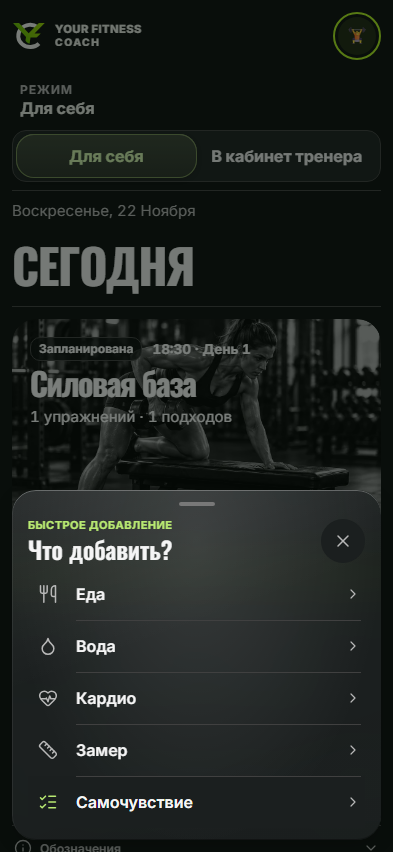 YOUR FITNESS
COACH
РЕЖИМ
Для себя
Для себя
В кабинет тренера
Воскресенье, 22 Ноября
СЕГОДНЯ
Запланирована 18:30 · День 1
Силовая база
1 упражнений · 1 подходов
БЫСТРОЕ ДОБАВЛЕНИЕ
Что добавить?
Еда
Вода
Кардио
Замер
Самочувствие
Обозначения